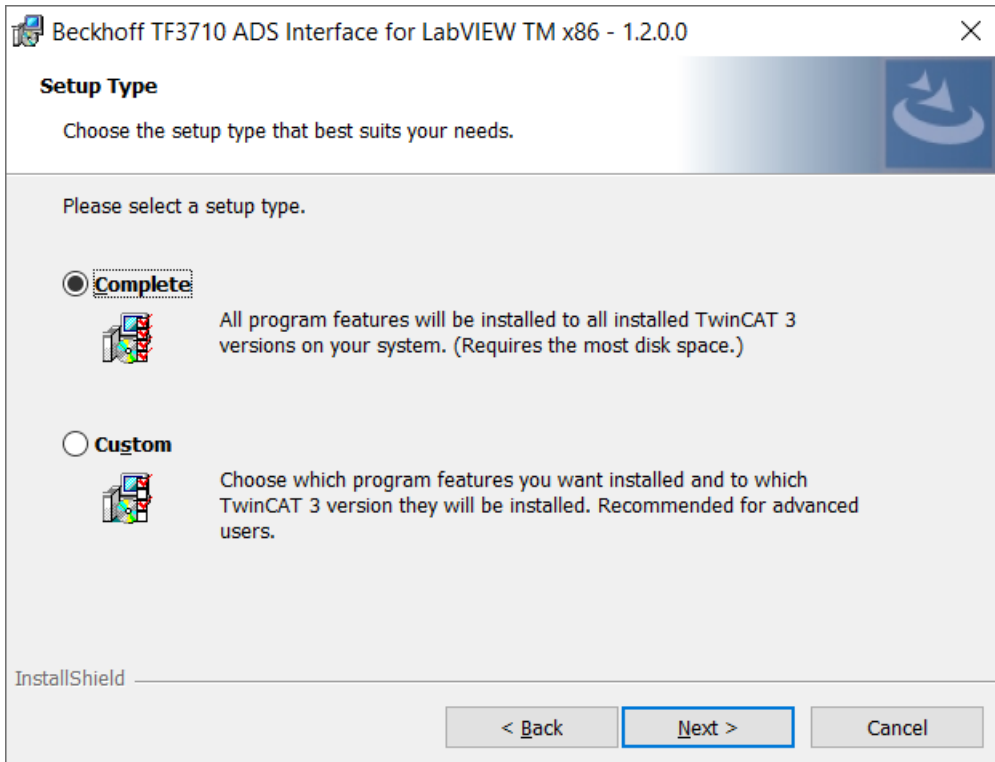 Beckhoff TF3710 ADS Interface for LabVIEW TM x86 - 1.2.0.0
Setup Type
Choose the setup type that best suits your needs.
Please select a setup type.
Complete
All program features will be installed to all installed TwinCAT 3
versions on your system. (Requires the most disk space.)
Custom
Choose which program features you want installed and to which
TwinCAT 3 version they will be installed. Recommended for advanced
users.
InstallShield
< Back
Next >
Cancel